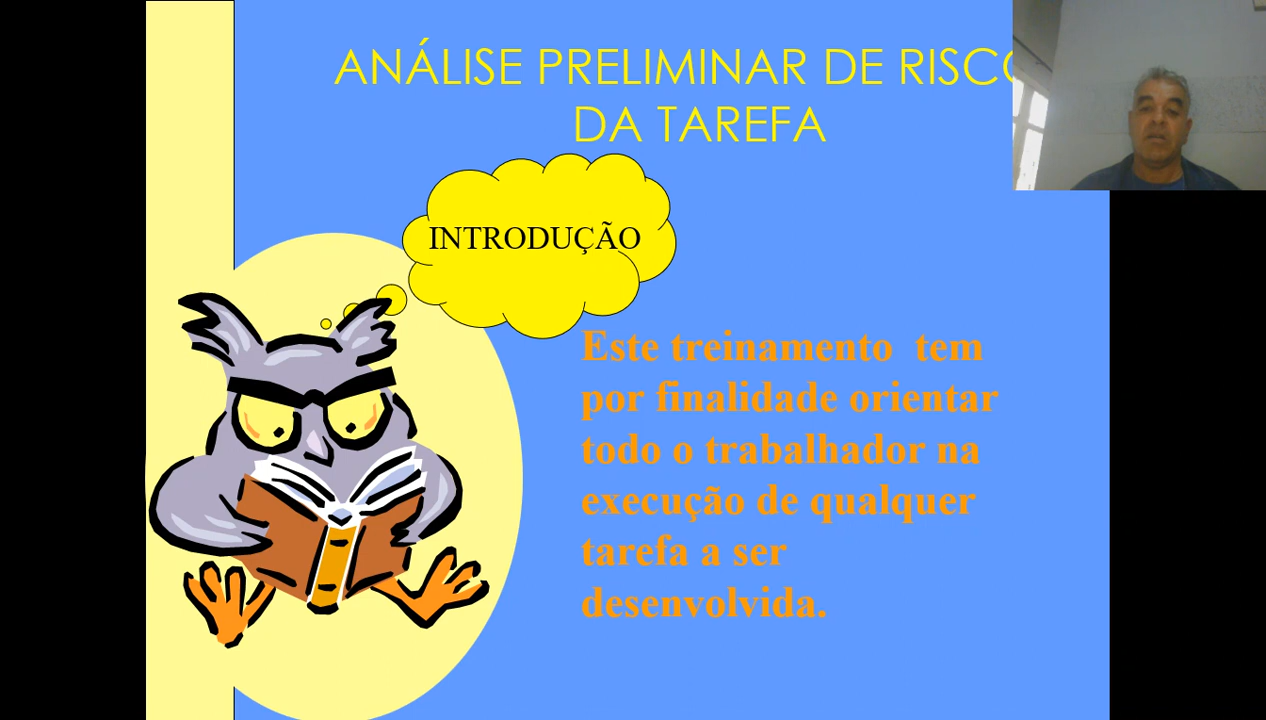 ANÁLISE PRELIMINAR DE RISCO
DA TAREFA
INTRODUÇÃO
Este treinamento tem
por finalidade orientar
todo o trabalhador na
execução de qualquer
tarefa a ser
desenvolvida.